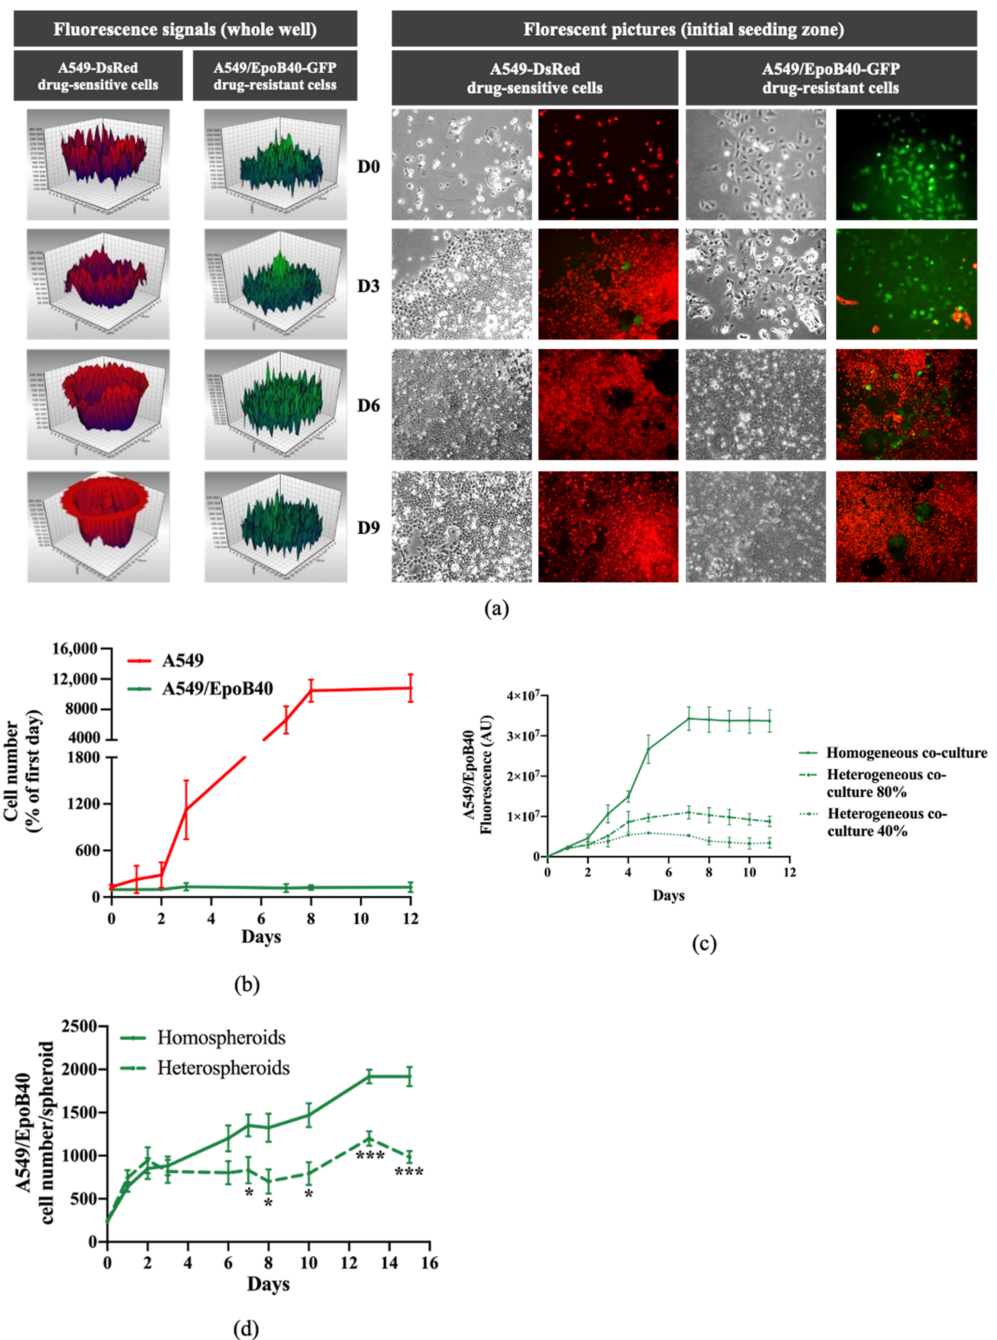 Fluorescence signals (whole well)
Florescent pictures (initial seeding zone)
A549-DsRed
drug-sensitive cells
A549/EpoB40-GFP
drug-resistant celss
A549-DsRed
drug-sensitive cells
A549/EpoB40-GFP
drug-resistant cells
D0
D3
D6
D9
(a)
16,000
12,000
8000
4000
1800
1200
600
0
Cell number
(% of first day)
A549
A549/EpoB40
0 2 4 6 8 10 12
Days
(b)
4×10⁷
3×10⁷
2×10⁷
1×10⁷
0
A549/EpoB40
Fluorescence (AU)
0 2 4 6 8 10 12
Days
Homogeneous co-culture
Heterogeneous co-
culture 80%
Heterogeneous co-
culture 40%
(c)
2500
2000
1500
1000
500
0
A549/EpoB40
cell number/spheroid
Homospheroids
Heterospheroids
* * * *** ***
0 2 4 6 8 10 12 14 16
Days
(d)